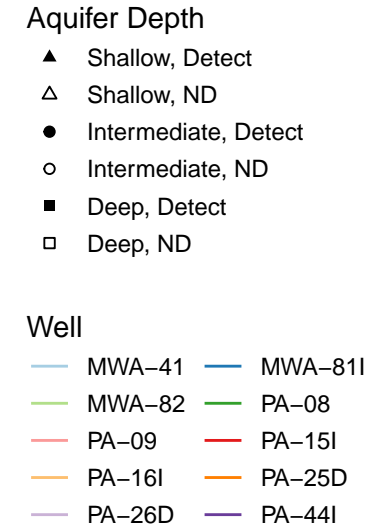 Aquifer Depth
Shallow, Detect
Shallow, ND
Intermediate, Detect
Intermediate, ND
Deep, Detect
Deep, ND
Well
MWA−41 MWA−81I
MWA−82 PA−08
PA−09 PA−15I
PA−16I PA−25D
PA−26D PA−44I